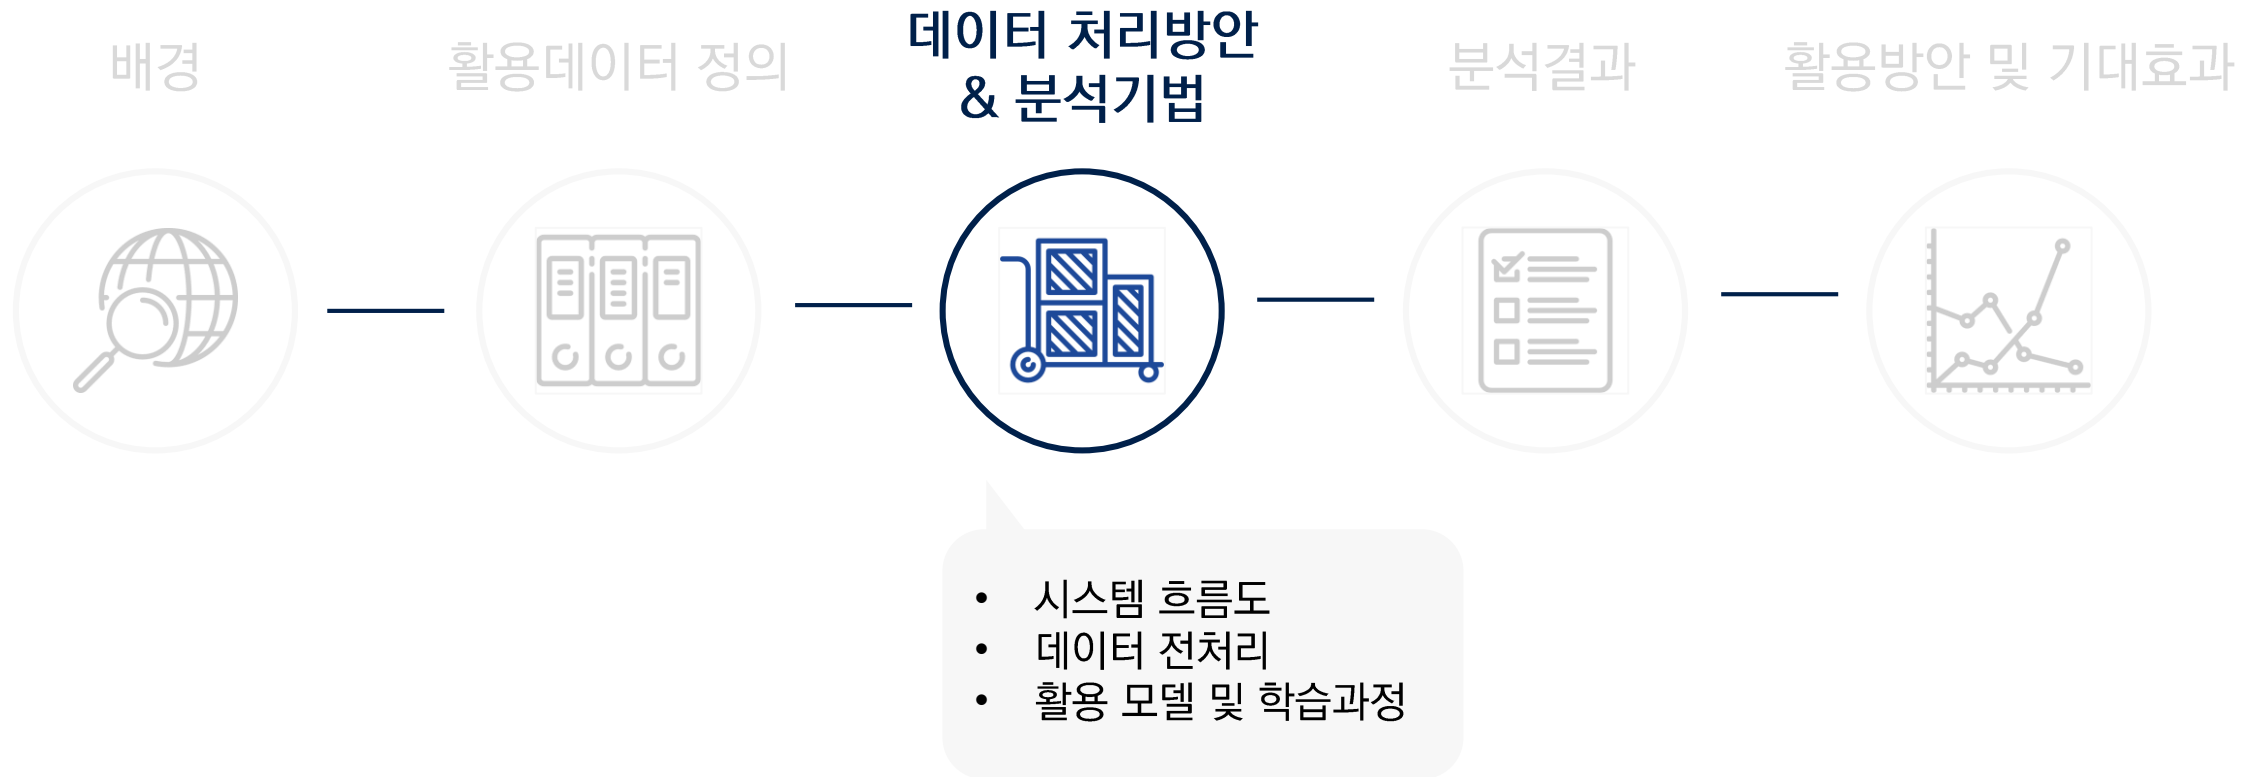 배경
활용데이터 정의
데이터 처리방안
& 분석기법
분석결과
활용방안 및 기대효과
• 시스템 흐름도
• 데이터 전처리
• 활용 모델 및 학습과정